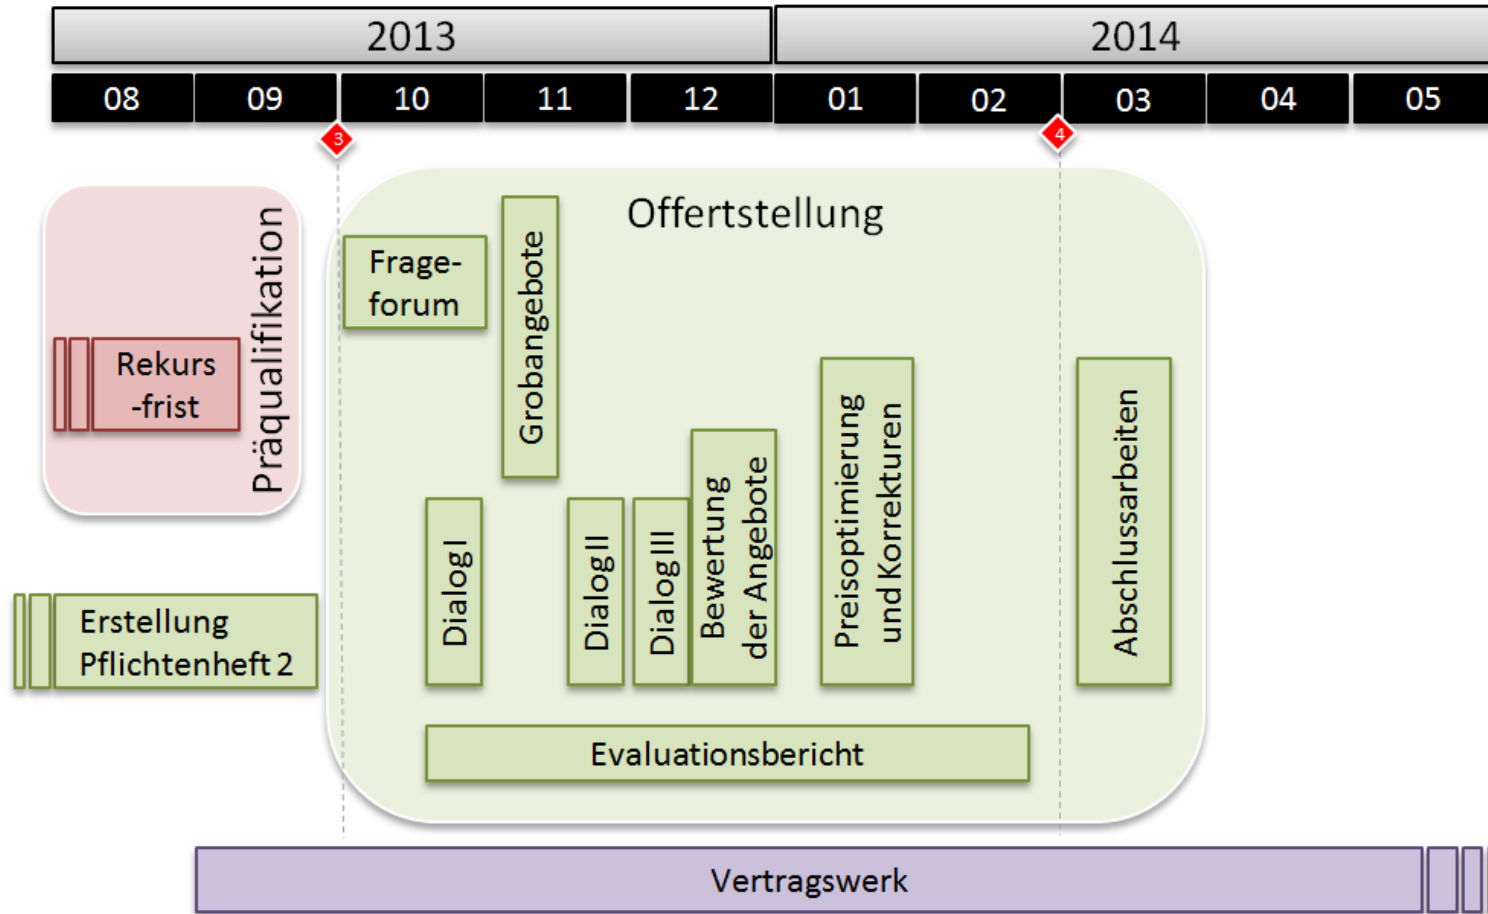 2013
2014
08
09
10
11
12
01
02
03
04
05
3
4
Präqualifikation
Rekurs
-frist
Offertstellung
Frage-
forum
Grobangebote
Dialog I
Dialog II
Dialog III
Bewertung
der Angebote
Preisoptimierung
und Korrekturen
Abschlussarbeiten
Erstellung
Pflichtenheft 2
Evaluationsbericht
Vertragswerk